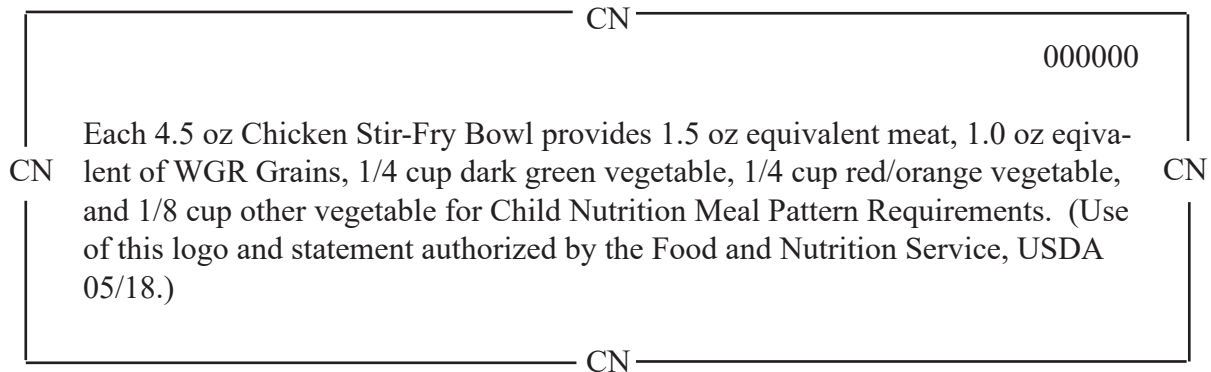 CN
000000
Each 4.5 oz Chicken Stir-Fry Bowl provides 1.5 oz equivalent meat, 1.0 oz eqiva-
CN lent of WGR Grains, 1/4 cup dark green vegetable, 1/4 cup red/orange vegetable, CN
and 1/8 cup other vegetable for Child Nutrition Meal Pattern Requirements.  (Use
of this logo and statement authorized by the Food and Nutrition Service, USDA
05/18.)
CN